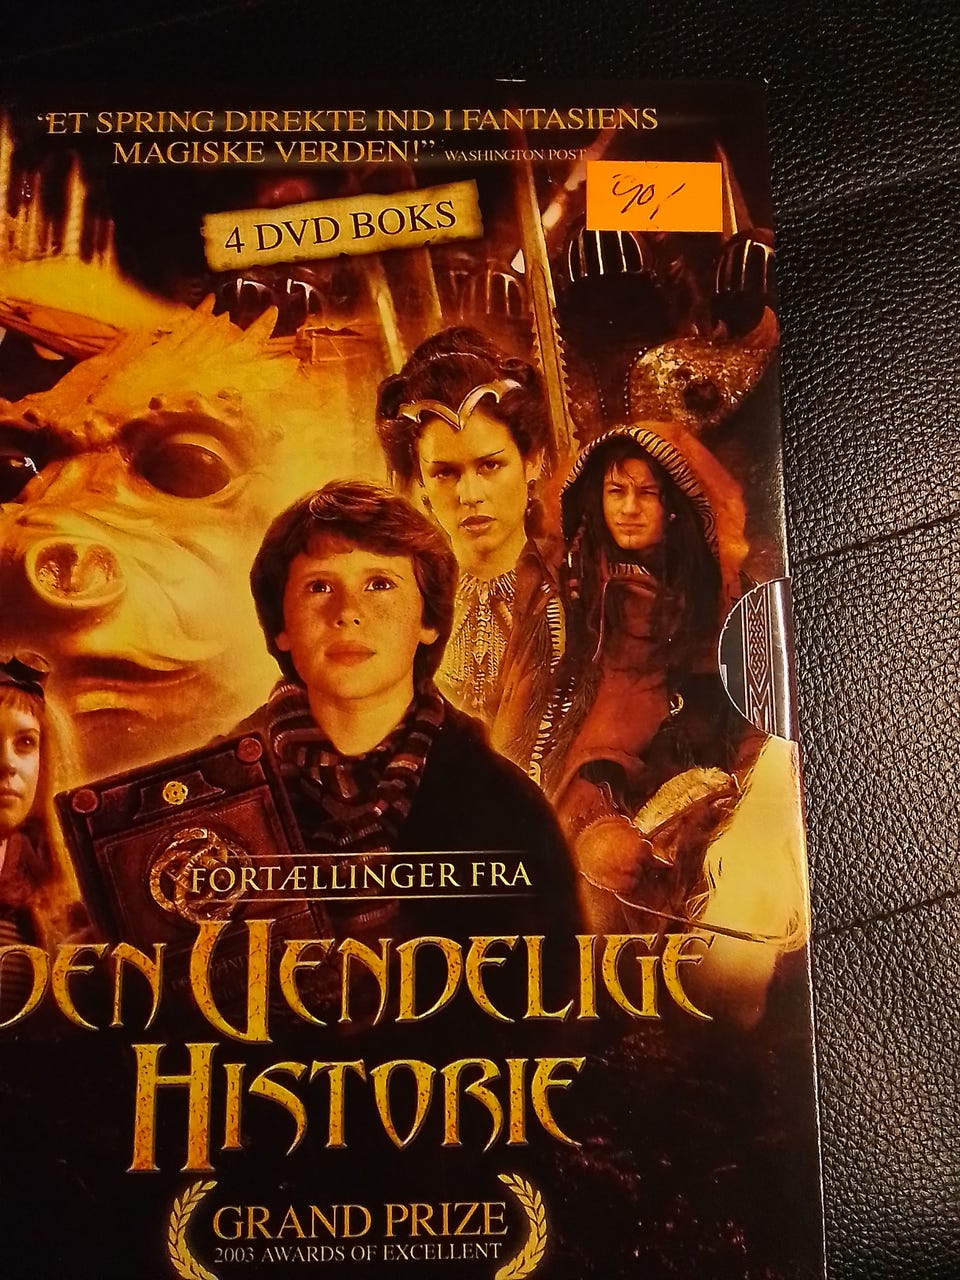 “ET SPRING DIREKTE IND I FANTASIENS
MAGISKE VERDEN!” WASHINGTON POST
4 DVD BOKS
FORTÆLLINGER FRA
DEN UENDELIGE
HISTORIE
GRAND PRIZE
2003 AWARDS OF EXCELLENT